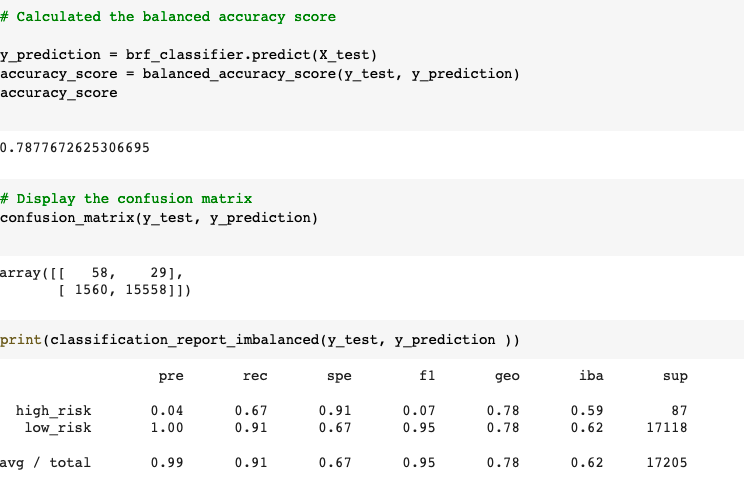 # Calculated the balanced accuracy score
y_prediction = brf_classifier.predict(X_test)
accuracy_score = balanced_accuracy_score(y_test, y_prediction)
accuracy_score
0.7877672625306695
# Display the confusion matrix
confusion_matrix(y_test, y_prediction)
array([[   58,    29],
       [ 1560, 15558]])
print(classification_report_imbalanced(y_test, y_prediction ))
pre rec spe f1 geo iba sup
high_risk 0.04 0.67 0.91 0.07 0.78 0.59 87
low_risk 1.00 0.91 0.67 0.95 0.78 0.62 17118
avg / total 0.99 0.91 0.67 0.95 0.78 0.62 17205